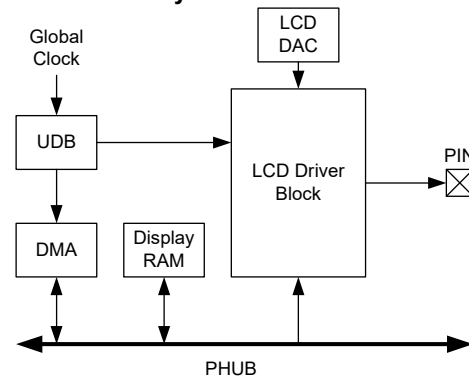 Global
Clock
LCD
DAC
UDB
LCD Driver
Block
PIN
DMA
Display
RAM
PHUB